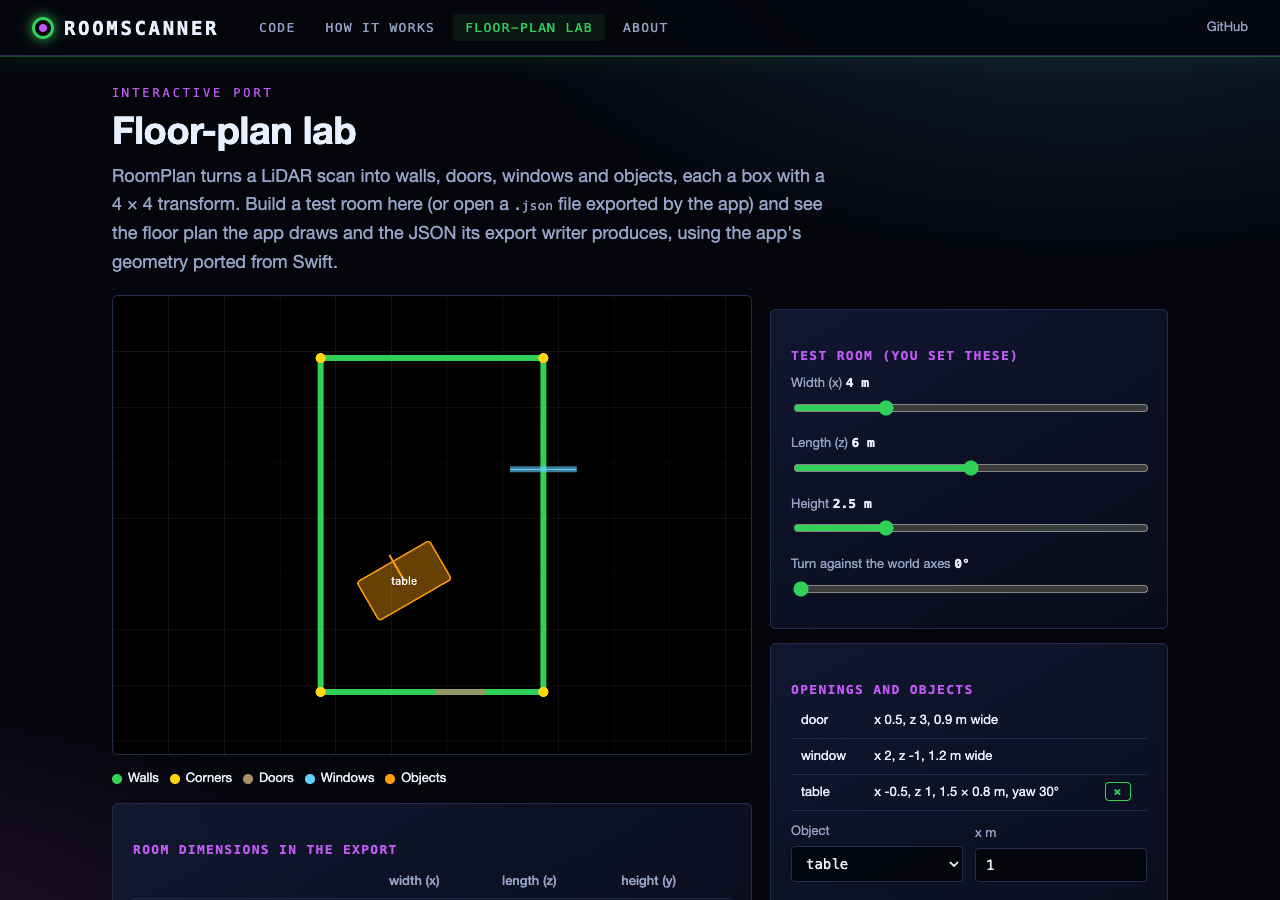 ROOMSCANNER CODE HOW IT WORKS FLOOR-PLAN LAB ABOUT GitHub
INTERACTIVE PORT
Floor-plan lab
RoomPlan turns a LiDAR scan into walls, doors, windows and objects, each a box with a
4 × 4 transform. Build a test room here (or open a .json file exported by the app) and see
the floor plan the app draws and the JSON its export writer produces, using the app's
geometry ported from Swift.
table
Walls Corners Doors Windows Objects
ROOM DIMENSIONS IN THE EXPORT
width (x) length (z) height (y)
TEST ROOM (YOU SET THESE)
Width (x) 4 m
Length (z) 6 m
Height 2.5 m
Turn against the world axes 0°
OPENINGS AND OBJECTS
door x 0.5, z 3, 0.9 m wide
window x 2, z -1, 1.2 m wide
table x -0.5, z 1, 1.5 × 0.8 m, yaw 30° ×
Object x m
table 1